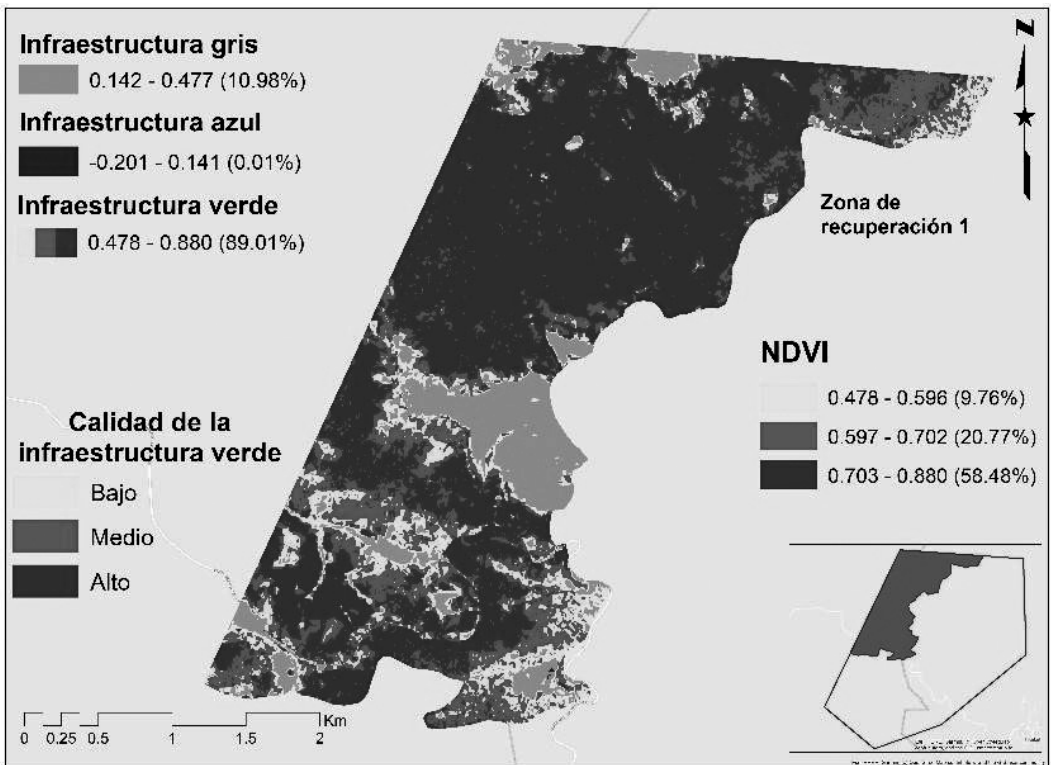 Infraestructura gris
0.142 - 0.477 (10.98%)
Infraestructura azul
-0.201 - 0.141 (0.01%)
Infraestructura verde
0.478 - 0.880 (89.01%)
N
Zona de
recuperación 1
NDVI
0.478 - 0.596 (9.76%)
0.597 - 0.702 (20.77%)
0.703 - 0.880 (58.48%)
Calidad de la
infraestructura verde
Bajo
Medio
Alto
Km
0 0.25 0.5 1 1.5 2